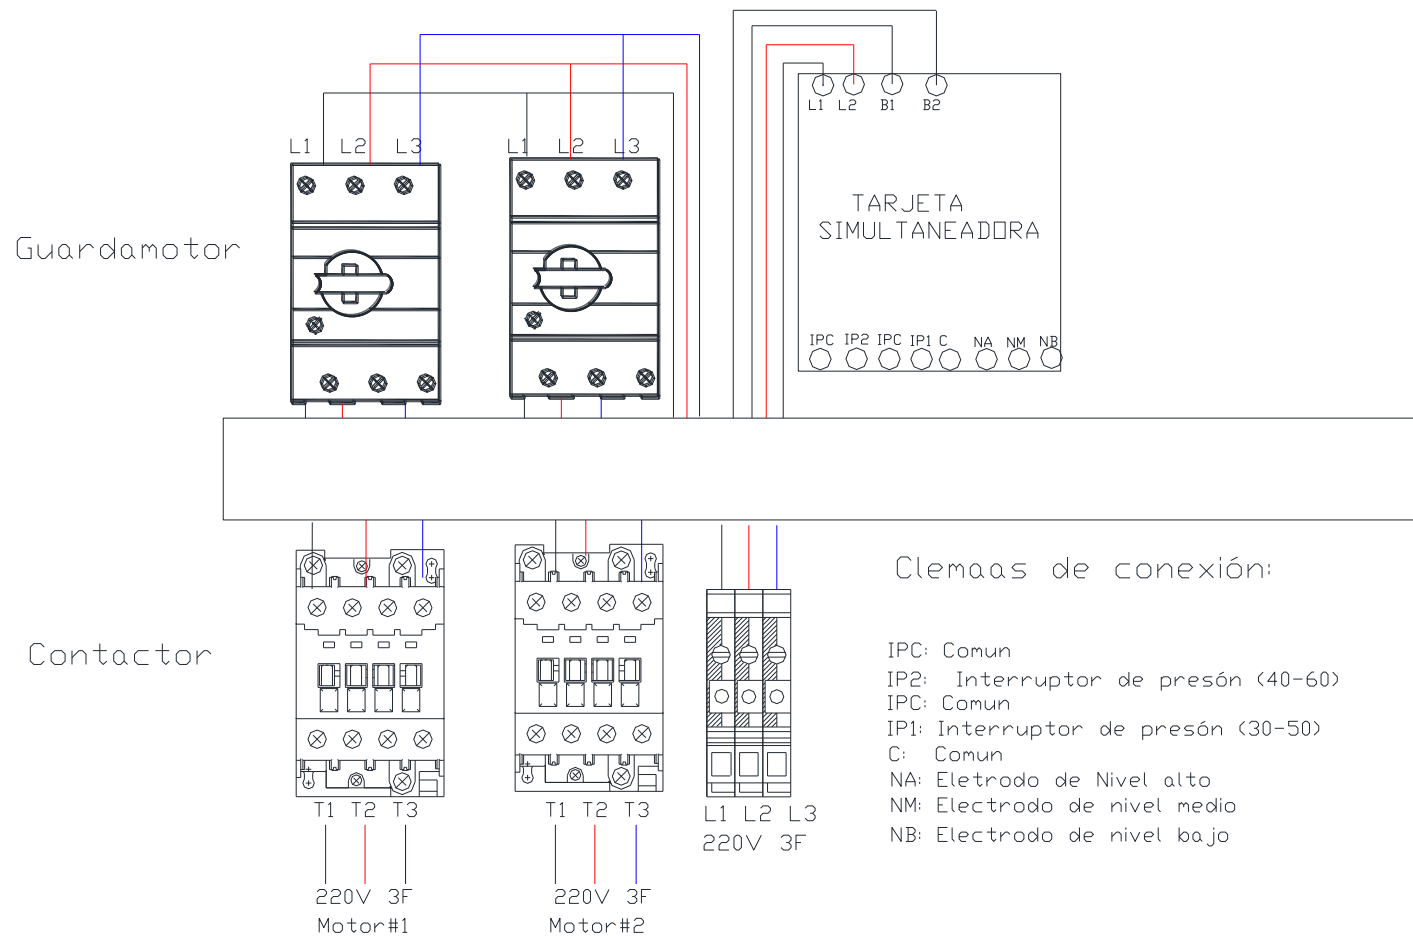 L1 L2 B1 B2
L1 L2 L3 L1 L2 L3
TARJETA
SIMULTANEADORA
Guardamotor
IPC IP2 IPC IP1 C NA NM NB
Clemaas de conexión:
Contactor
IPC: Comun
IP2: Interruptor de presón (40-60)
IPC: Comun
IP1: Interruptor de presón (30-50)
C: Comun
NA: Eletrodo de Nivel alto
NM: Electrodo de nivel medio
NB: Electrodo de nivel bajo
T1 T2 T3 T1 T2 T3 L1 L2 L3
220V 3F
220V 3F 220V 3F
Motor#1 Motor#2